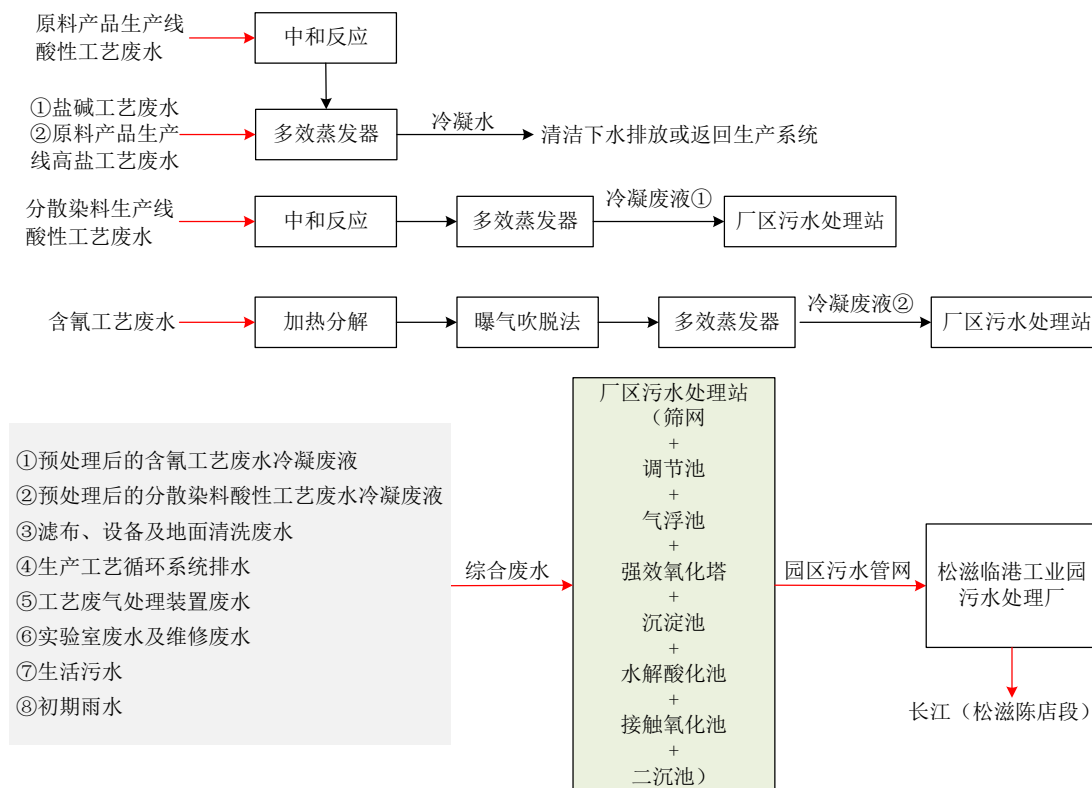 原料产品生产线
酸性工艺废水
中和反应
①盐碱工艺废水
②原料产品生产
线高盐工艺废水
多效蒸发器
冷凝水
清洁下水排放或返回生产系统
分散染料生产线
酸性工艺废水
中和反应
多效蒸发器
冷凝废液①
厂区污水处理站
含氰工艺废水
加热分解
曝气吹脱法
多效蒸发器
冷凝废液②
厂区污水处理站
①预处理后的含氰工艺废水冷凝废液
②预处理后的分散染料酸性工艺废水冷凝废液
③滤布、设备及地面清洗废水
④生产工艺循环系统排水
⑤工艺废气处理装置废水
⑥实验室废水及维修废水
⑦生活污水
⑧初期雨水
综合废水
厂区污水处理站
（筛网
+
调节池
+
气浮池
+
强效氧化塔
+
沉淀池
+
水解酸化池
+
接触氧化池
+
二沉池）
园区污水管网
松滋临港工业园
污水处理厂
长江（松滋陈店段）